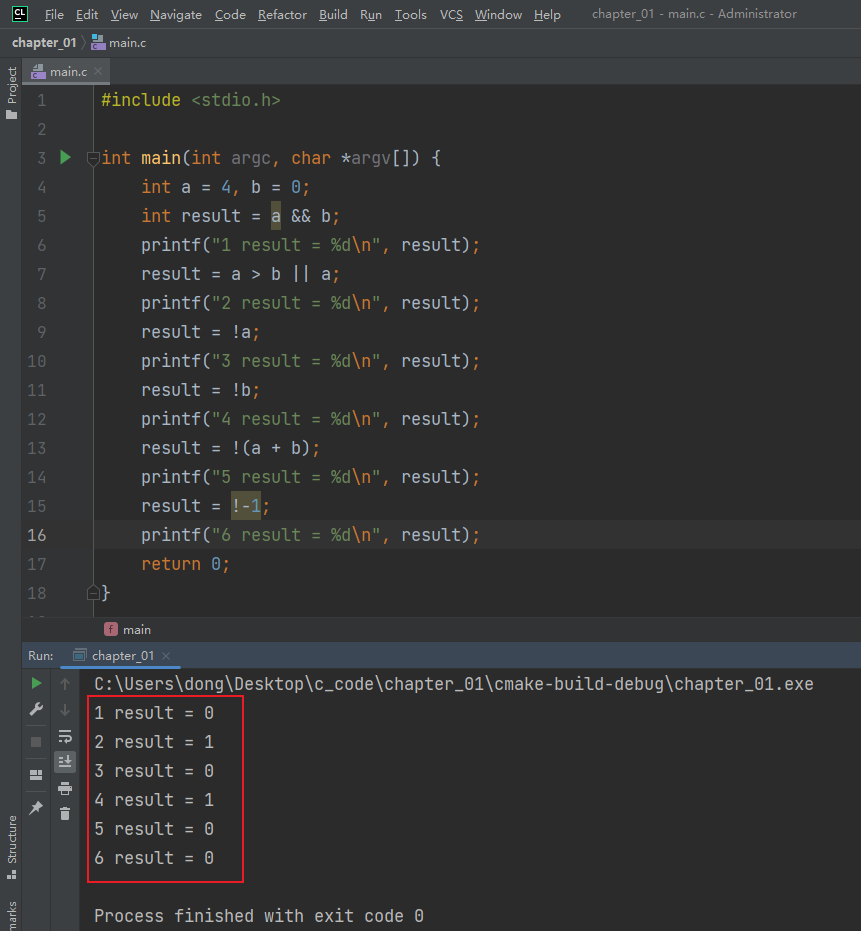 CL File Edit View Navigate Code Refactor Build Run Tools VCS Window Help chapter_01 - main.c - Administrator
chapter_01 main.c
Project
main.c
1 #include <stdio.h>
2
3 int main(int argc, char *argv[]) {
4 int a = 4, b = 0;
5 int result = a && b;
6 printf("1 result = %d\n", result);
7 result = a > b || a;
8 printf("2 result = %d\n", result);
9 result = !a;
10 printf("3 result = %d\n", result);
11 result = !b;
12 printf("4 result = %d\n", result);
13 result = !(a + b);
14 printf("5 result = %d\n", result);
15 result = !-1;
16 printf("6 result = %d\n", result);
17 return 0;
18 }
f main
Run: chapter_01
C:\Users\dong\Desktop\c_code\chapter_01\cmake-build-debug\chapter_01.exe
1 result = 0
2 result = 1
3 result = 0
4 result = 1
5 result = 0
6 result = 0
Structure
Process finished with exit code 0